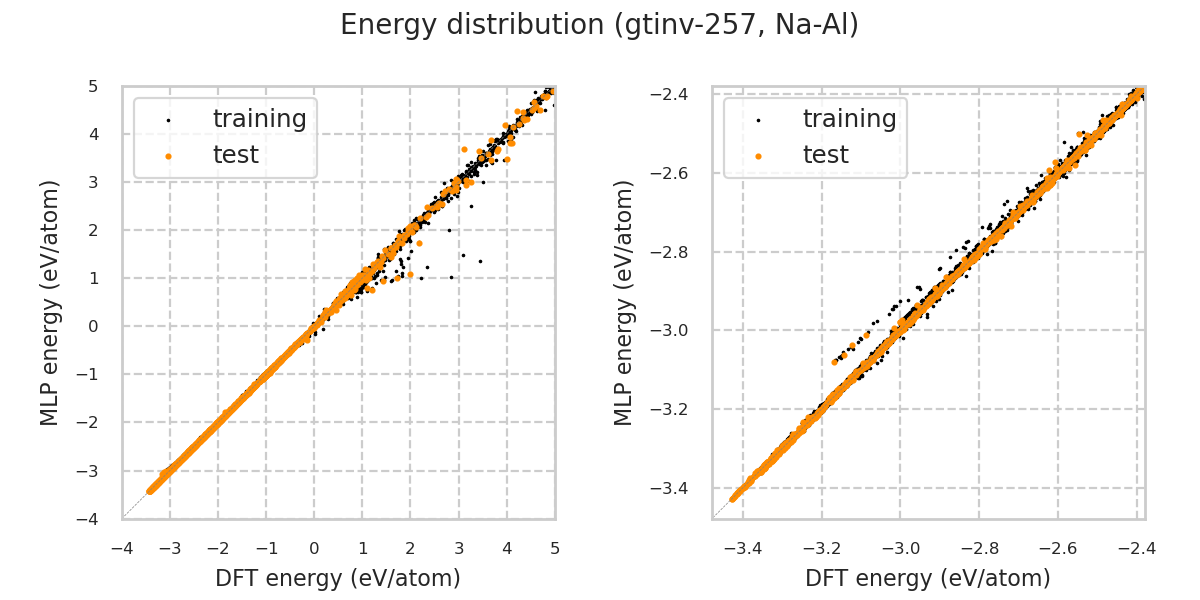 Energy distribution (gtinv-257, Na-Al)
training
test
5
4
3
2
1
0
−1
−2
−3
−4
MLP energy (eV/atom)
−4 −3 −2 −1 0 1 2 3 4 5
DFT energy (eV/atom)
training
test
−2.4
−2.6
−2.8
−3.0
−3.2
−3.4
MLP energy (eV/atom)
−3.4 −3.2 −3.0 −2.8 −2.6 −2.4
DFT energy (eV/atom)